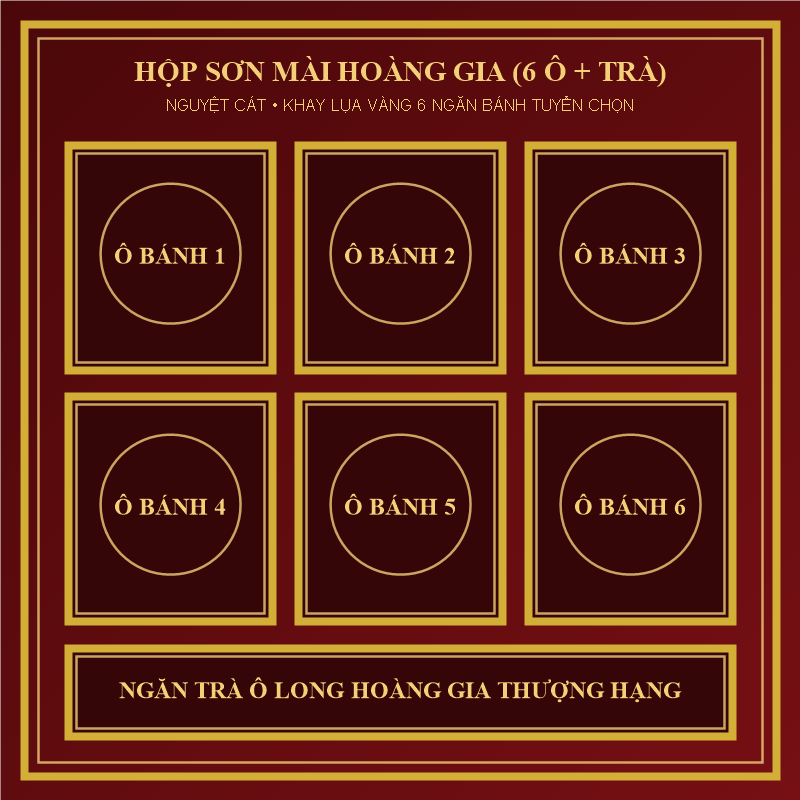 HỘP SƠN MÀI HOÀNG GIA (6 Ô + TRÀ)
NGUYỆT CÁT • KHAY LỤA VÀNG 6 NGĂN BÁNH TUYỂN CHỌN
Ô BÁNH 1
Ô BÁNH 2
Ô BÁNH 3
Ô BÁNH 4
Ô BÁNH 5
Ô BÁNH 6
NGĂN TRÀ Ô LONG HOÀNG GIA THƯỢNG HẠNG